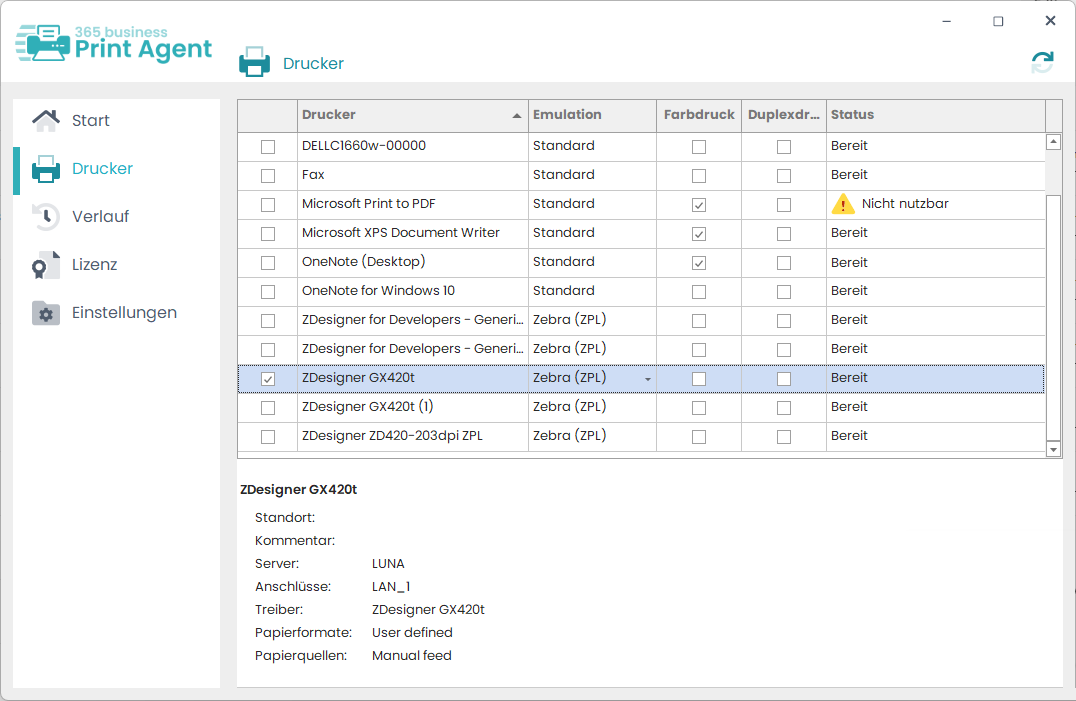 365 business
Print Agent
Drucker
Start
Drucker
Verlauf
Lizenz
Einstellungen
Drucker Emulation Farbdruck Duplexdr... Status
DELLC1660w-00000 Standard Bereit
Fax Standard Bereit
Microsoft Print to PDF Standard Nicht nutzbar
Microsoft XPS Document Writer Standard Bereit
OneNote (Desktop) Standard Bereit
OneNote for Windows 10 Standard Bereit
ZDesigner for Developers - Generi... Zebra (ZPL) Bereit
ZDesigner for Developers - Generi... Zebra (ZPL) Bereit
ZDesigner GX420t Zebra (ZPL) Bereit
ZDesigner GX420t (1) Zebra (ZPL) Bereit
ZDesigner ZD420-203dpi ZPL Zebra (ZPL) Bereit
ZDesigner GX420t
Standort:
Kommentar:
Server: LUNA
Anschlüsse: LAN_1
Treiber: ZDesigner GX420t
Papierformate: User defined
Papierquellen: Manual feed